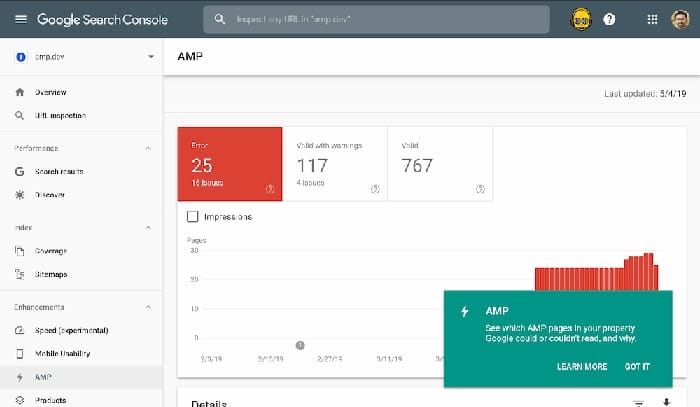 Google Search Console
Inspect any URL in "amp.dev"
amp.dev
AMP
Overview
URL inspection
Last updated: 5/4/19
Performance
Search results
Discover
Index
Coverage
Sitemaps
Enhancements
Speed (experimental)
Mobile Usability
AMP
Products
Error
25
16 issues
Valid with warnings
117
4 issues
Valid
767
Impressions
Pages
30
20
10
0
1
2/3/19
2/15/19
2/27/19
3/11/19
AMP
See which AMP pages in your property
Google could or couldn't read, and why.
LEARN MORE
GOT IT
Details